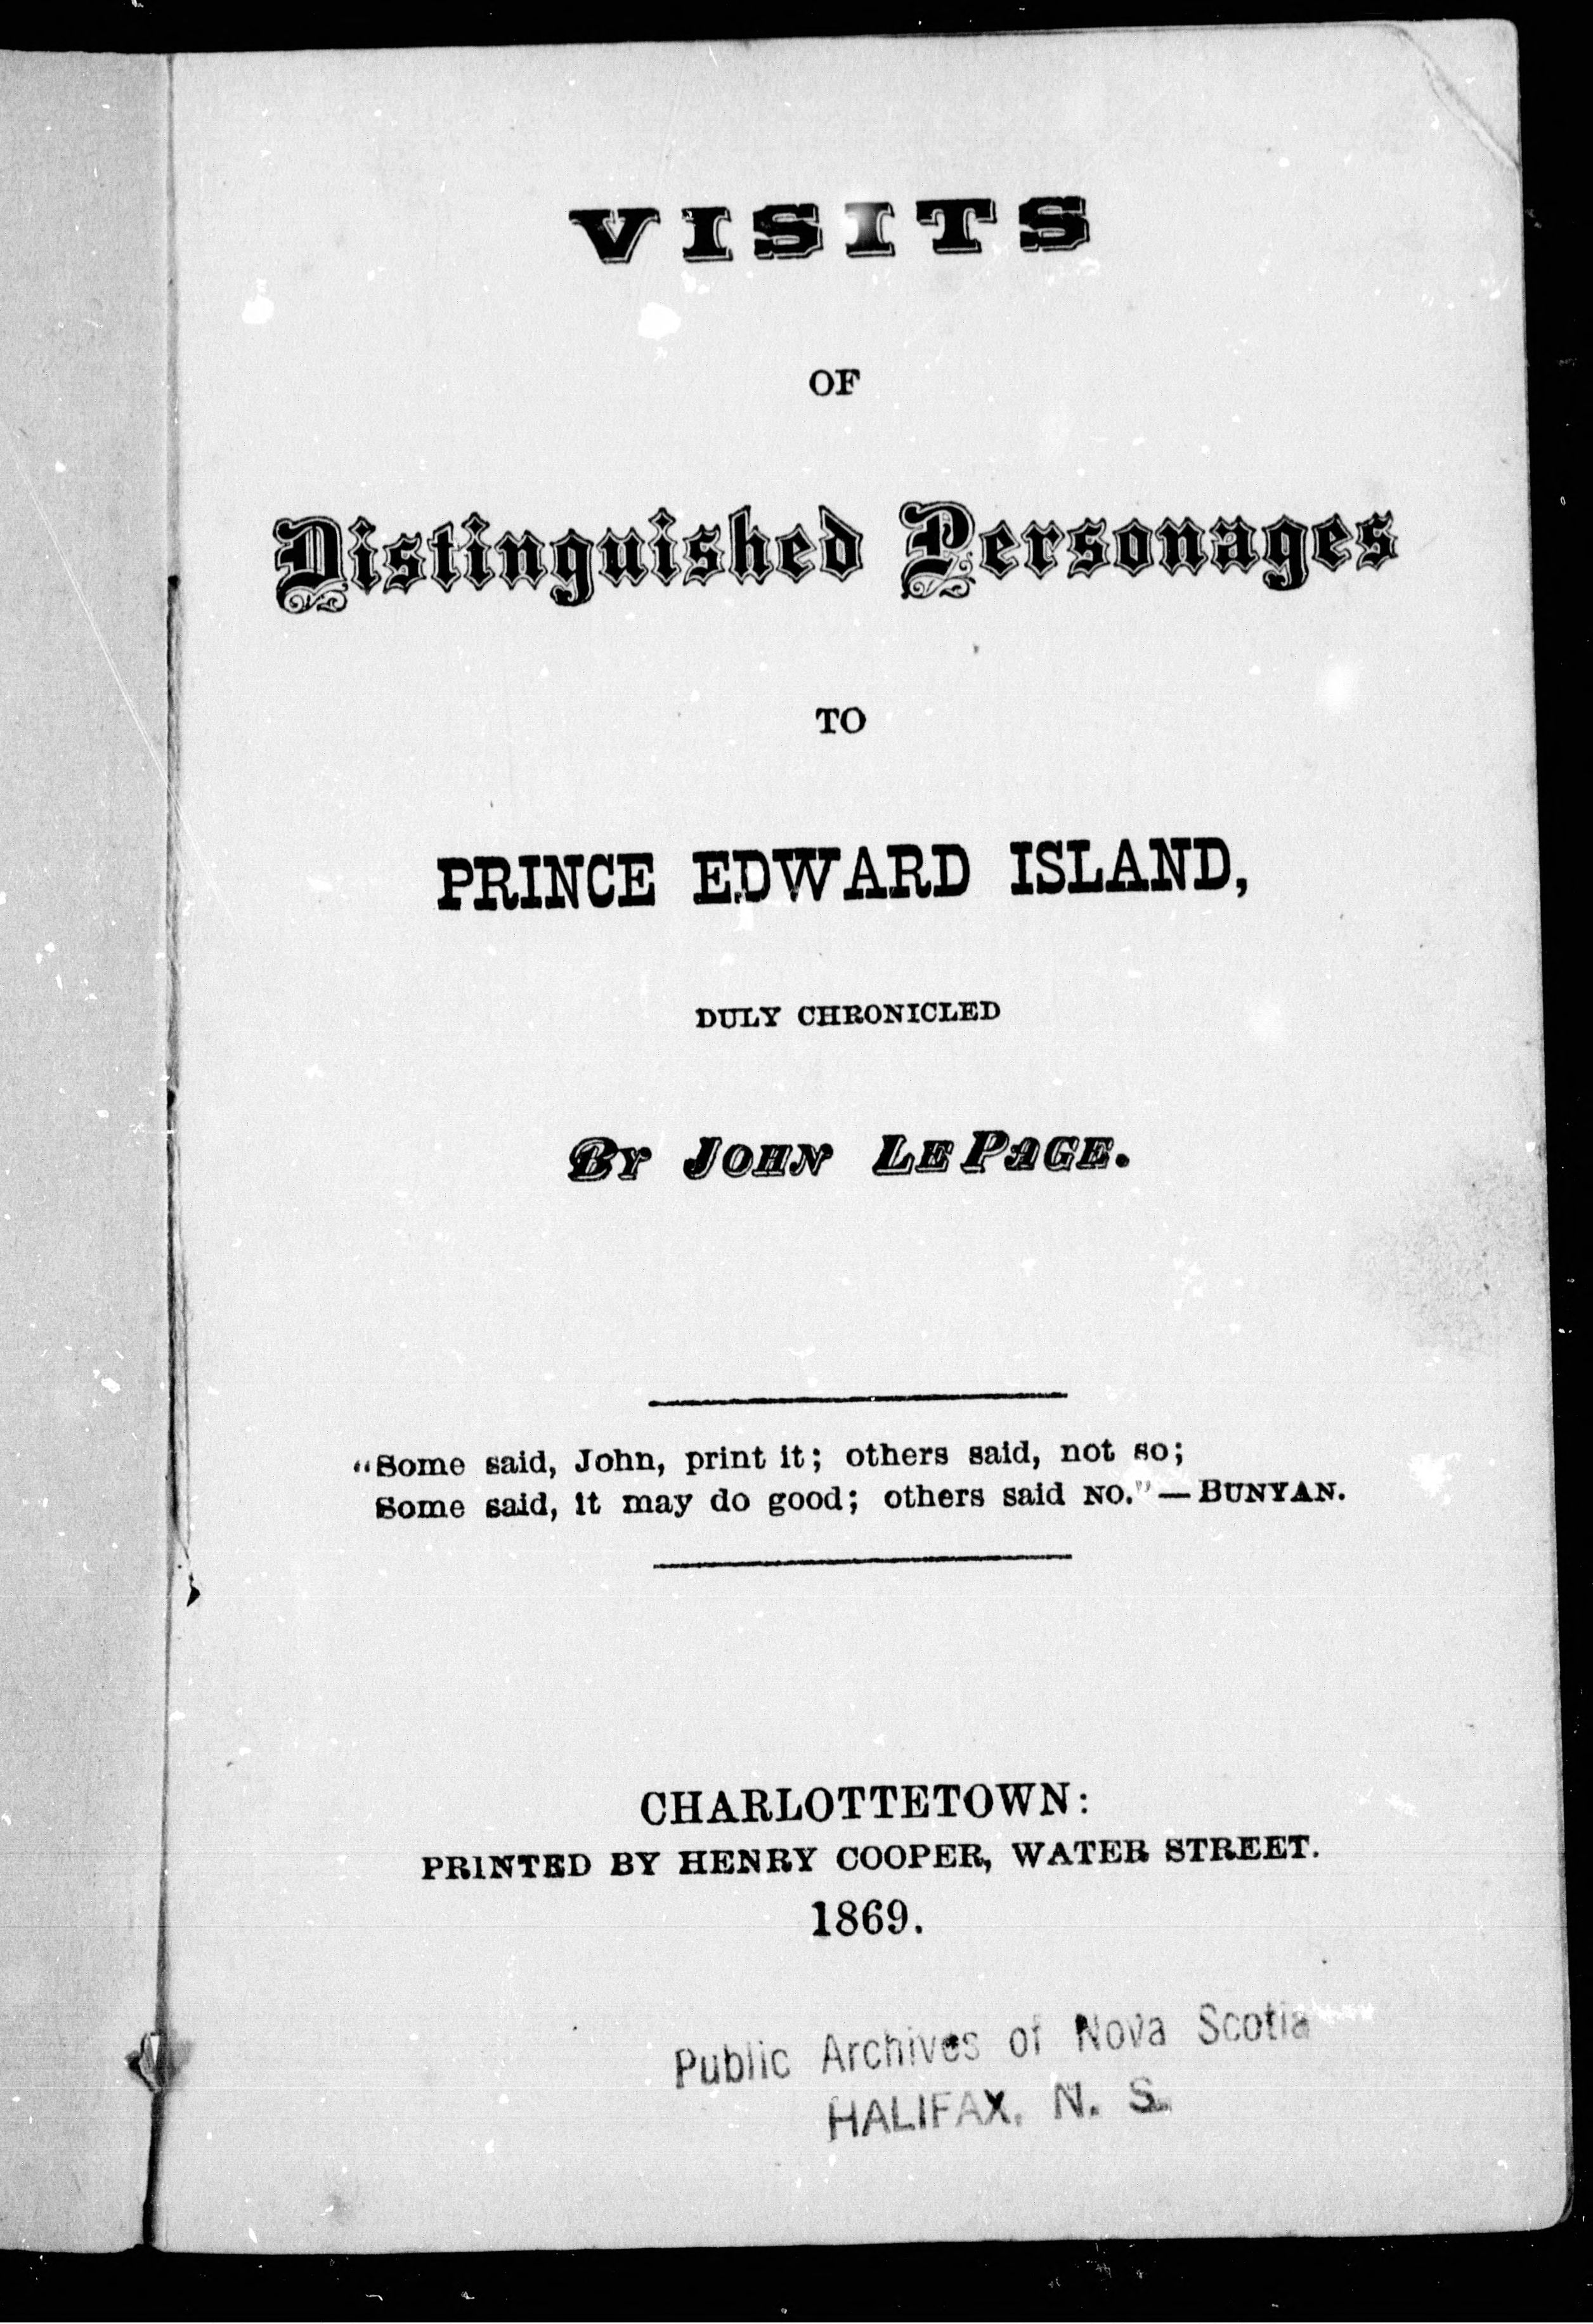 VISITS
OF
Distinguished Personages
TO
PRINCE EDWARD ISLAND,
DULY CHRONICLED
BY JOHN LE PAGE.
“Some said, John, print it; others said, not so;
Some said, it may do good; others said NO.”—BUNYAN.
CHARLOTTETOWN:
PRINTED BY HENRY COOPER, WATER STREET.
1869.
Public Archives of Nova Scotia
HALIFAX, N. S.